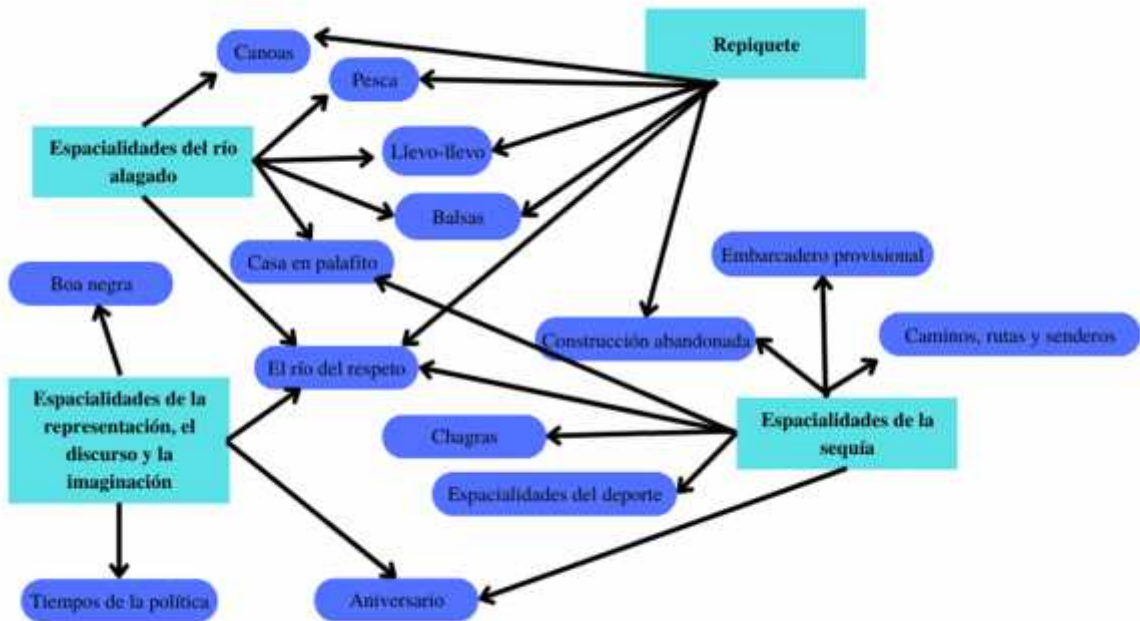 Repiquete
Canoas
Pesca
Espacialidades del río
alagado
Llevo-llevo
Balsas
Casa en palafito
Embarcadero provisional
Boa negra
Construcción abandonada
Caminos, rutas y senderos
El río del respeto
Espacialidades de la
representación, el
discurso y la
imaginación
Espacialidades de la
sequía
Chagras
Espacialidades del deporte
Tiempos de la política
Aniversario